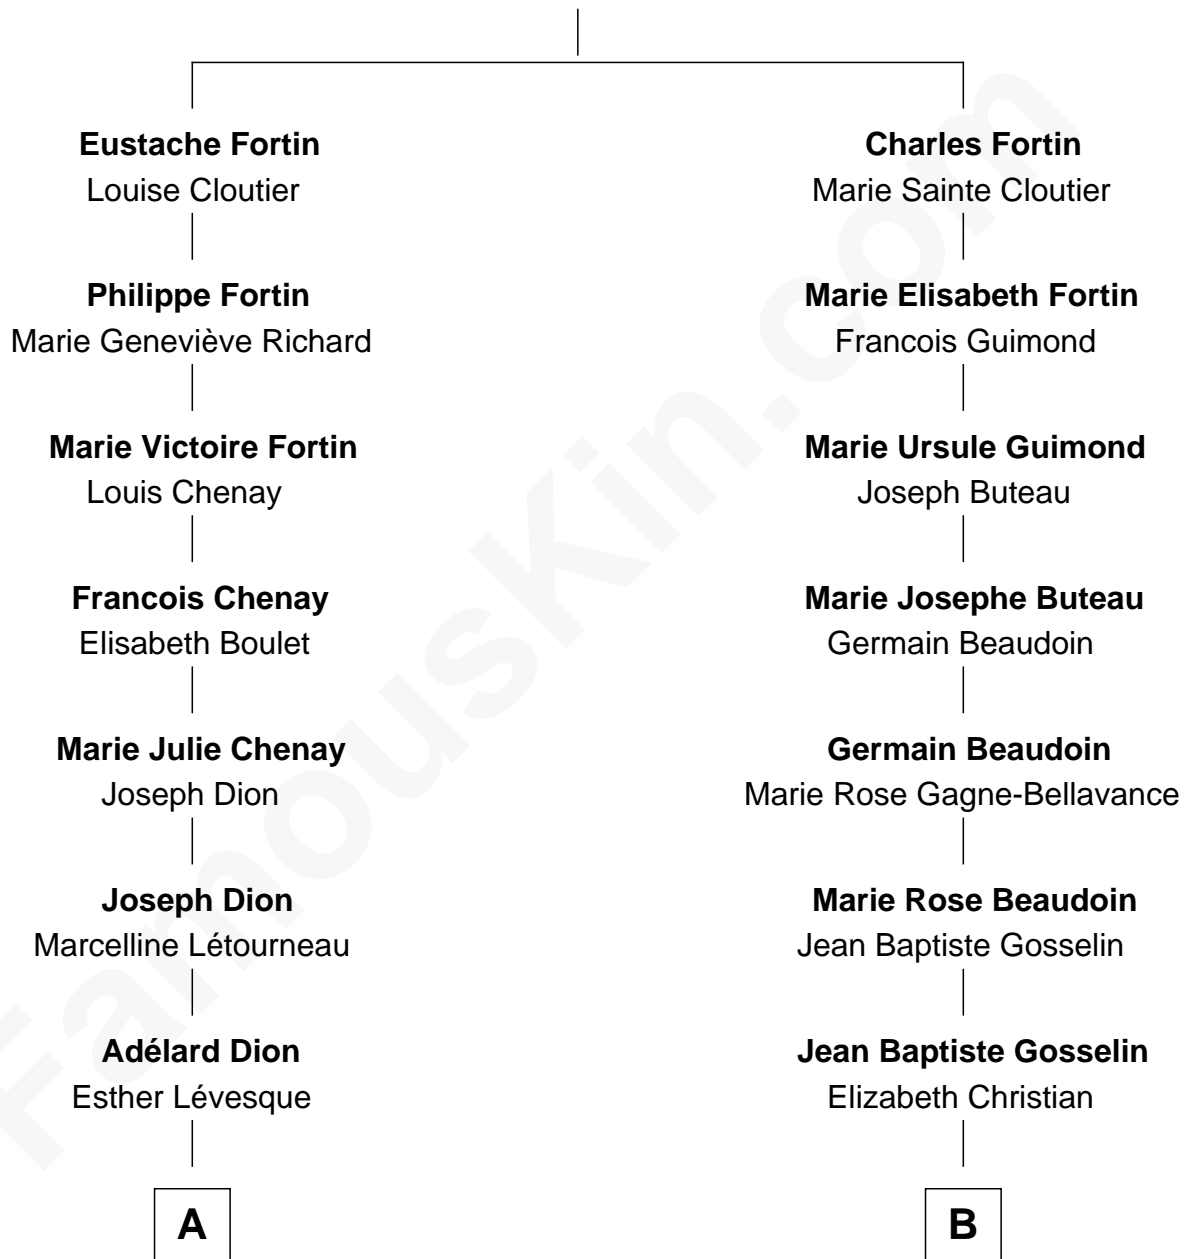 Eustache Fortin
Louise Cloutier
Philippe Fortin
Marie Geneviève Richard
Marie Victoire Fortin
Louis Chenay
Francois Chenay
Elisabeth Boulet
Marie Julie Chenay
Joseph Dion
Joseph Dion
Marcelline Létourneau
Adélard Dion
Esther Lévesque
A
Charles Fortin
Marie Sainte Cloutier
Marie Elisabeth Fortin
Francois Guimond
Marie Ursule Guimond
Joseph Buteau
Marie Josephe Buteau
Germain Beaudoin
Germain Beaudoin
Marie Rose Gagne-Bellavance
Marie Rose Beaudoin
Jean Baptiste Gosselin
Jean Baptiste Gosselin
Elizabeth Christian
B
FamousKin.com